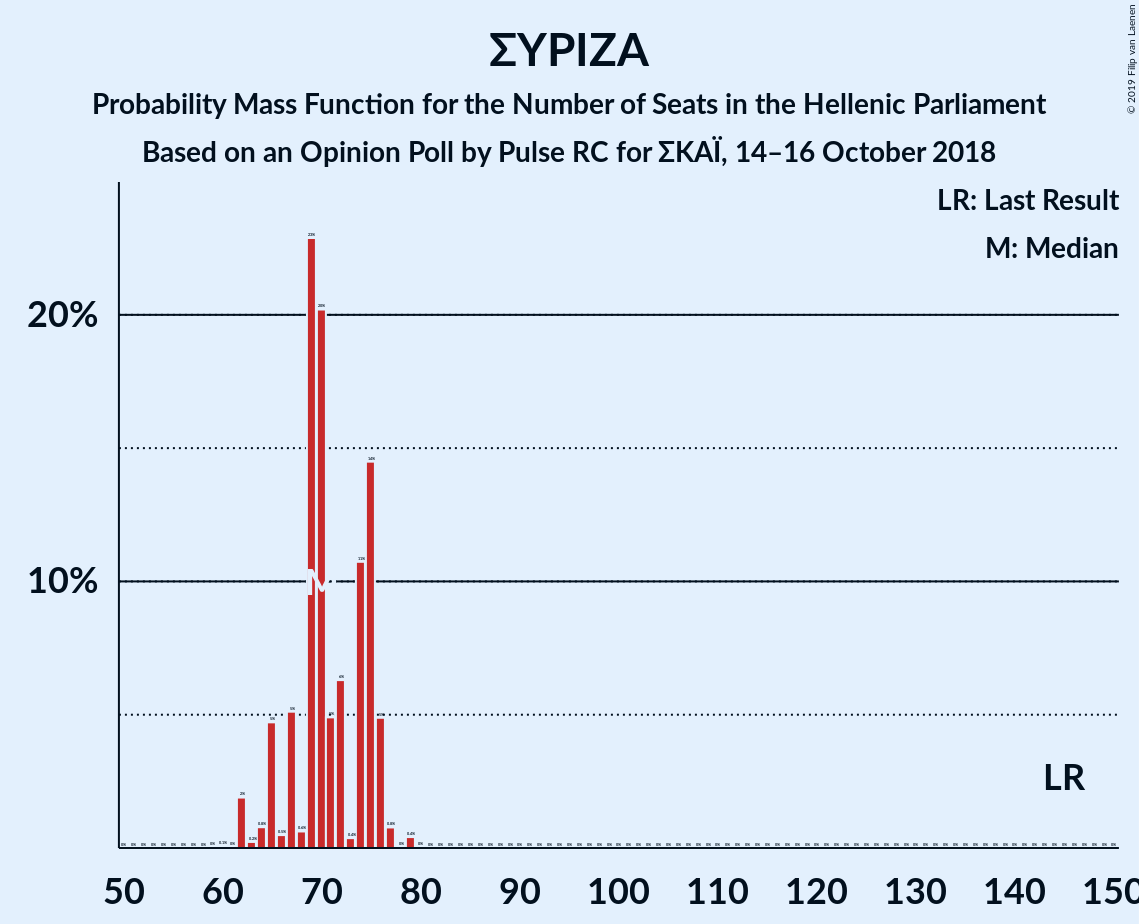 ΣΥΡΙΖΑ
Probability Mass Function for the Number of Seats in the Hellenic Parliament
Based on an Opinion Poll by Pulse RC for ΣΚΑΪ, 14–16 October 2018
© 2019 Filip van Laenen
LR: Last Result
M: Median
20%
10%
M
LR
50 60 70 80 90 100 110 120 130 140 150